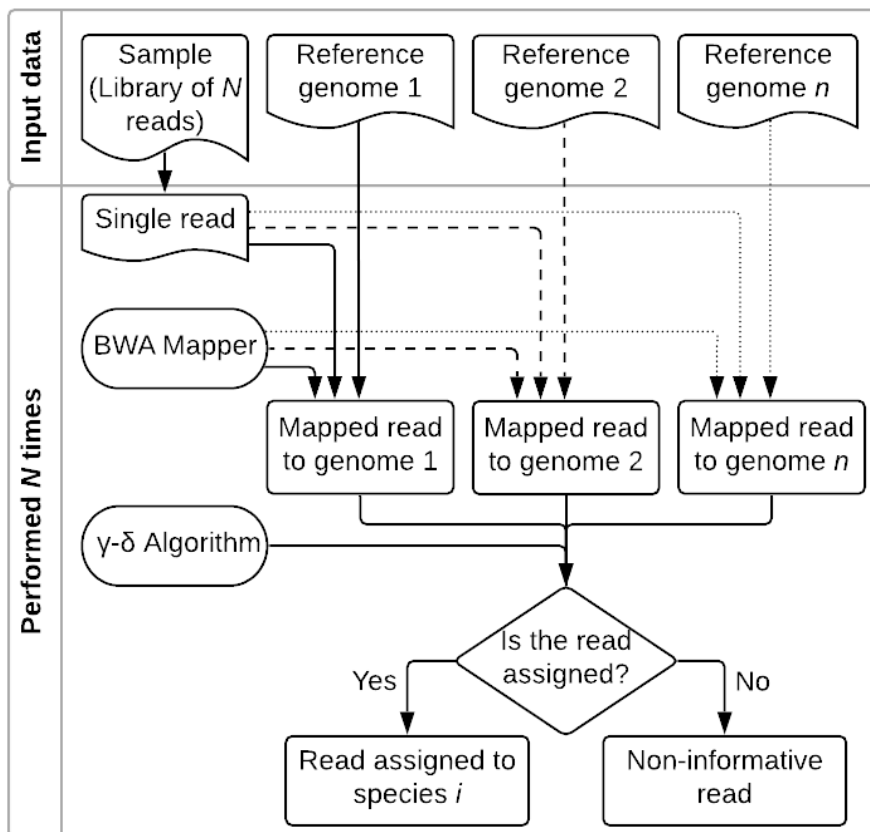 Input data
Sample
(Library of N
reads)
Reference
genome 1
Reference
genome 2
Reference
genome n
Performed N times
Single read
BWA Mapper
Mapped read
to genome 1
Mapped read
to genome 2
Mapped read
to genome n
γ-δ Algorithm
Is the read
assigned?
Yes
No
Read assigned to
species i
Non-informative
read